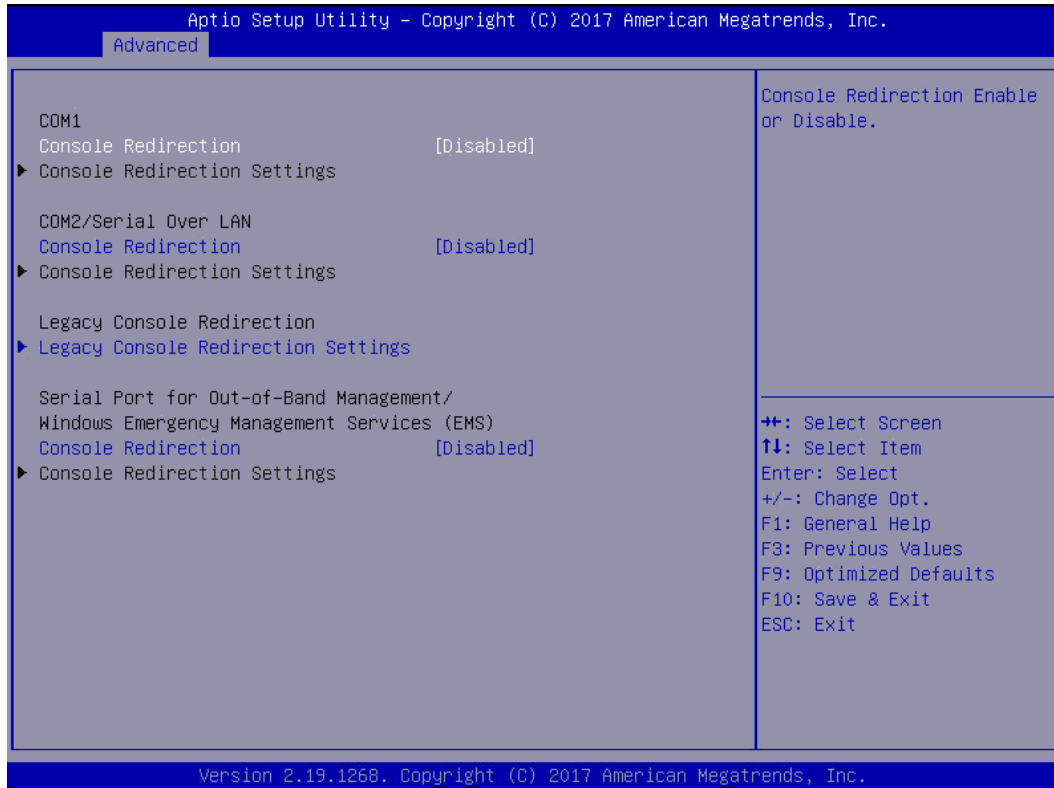 Aptio Setup Utility – Copyright (C) 2017 American Megatrends, Inc.
Advanced
COM1
Console Redirection [Disabled]
Console Redirection Settings
COM2/Serial Over LAN
Console Redirection [Disabled]
Console Redirection Settings
Legacy Console Redirection
Legacy Console Redirection Settings
Serial Port for Out-of-Band Management/
Windows Emergency Management Services (EMS)
Console Redirection [Disabled]
Console Redirection Settings
Console Redirection Enable
or Disable.
→←: Select Screen
↑↓: Select Item
Enter: Select
+/-: Change Opt.
F1: General Help
F3: Previous Values
F9: Optimized Defaults
F10: Save & Exit
ESC: Exit
Version 2.19.1268. Copyright (C) 2017 American Megatrends, Inc.